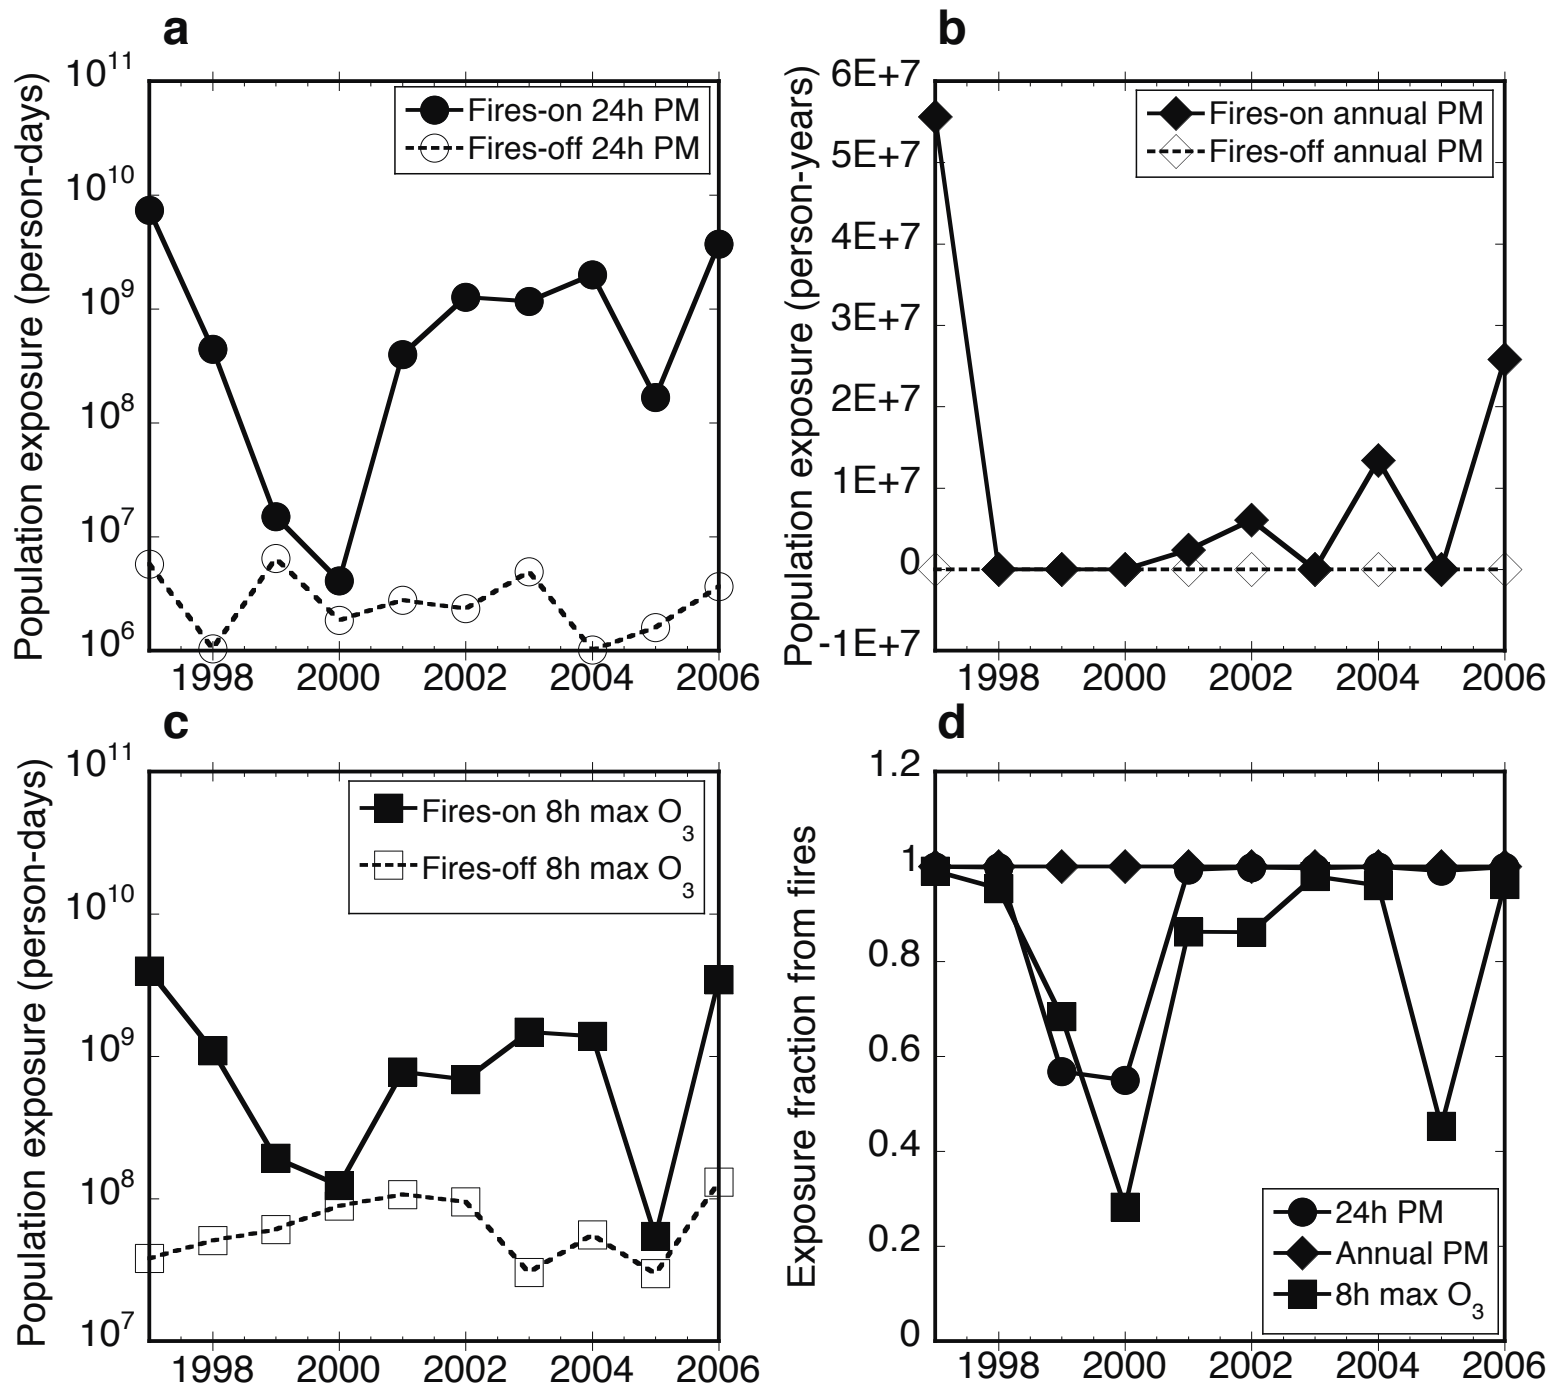 a
Population exposure (person-days)
10^11
10^10
10^9
10^8
10^7
10^6
Fires-on 24h PM
Fires-off 24h PM
1998 2000 2002 2004 2006
b
Population exposure (person-years)
6E+7
5E+7
4E+7
3E+7
2E+7
1E+7
0
-1E+7
Fires-on annual PM
Fires-off annual PM
1998 2000 2002 2004 2006
c
Population exposure (person-days)
10^11
10^10
10^9
10^8
10^7
Fires-on 8h max O3
Fires-off 8h max O3
1998 2000 2002 2004 2006
d
Exposure fraction from fires
1.2
1
0.8
0.6
0.4
0.2
0
24h PM
Annual PM
8h max O3
1998 2000 2002 2004 2006